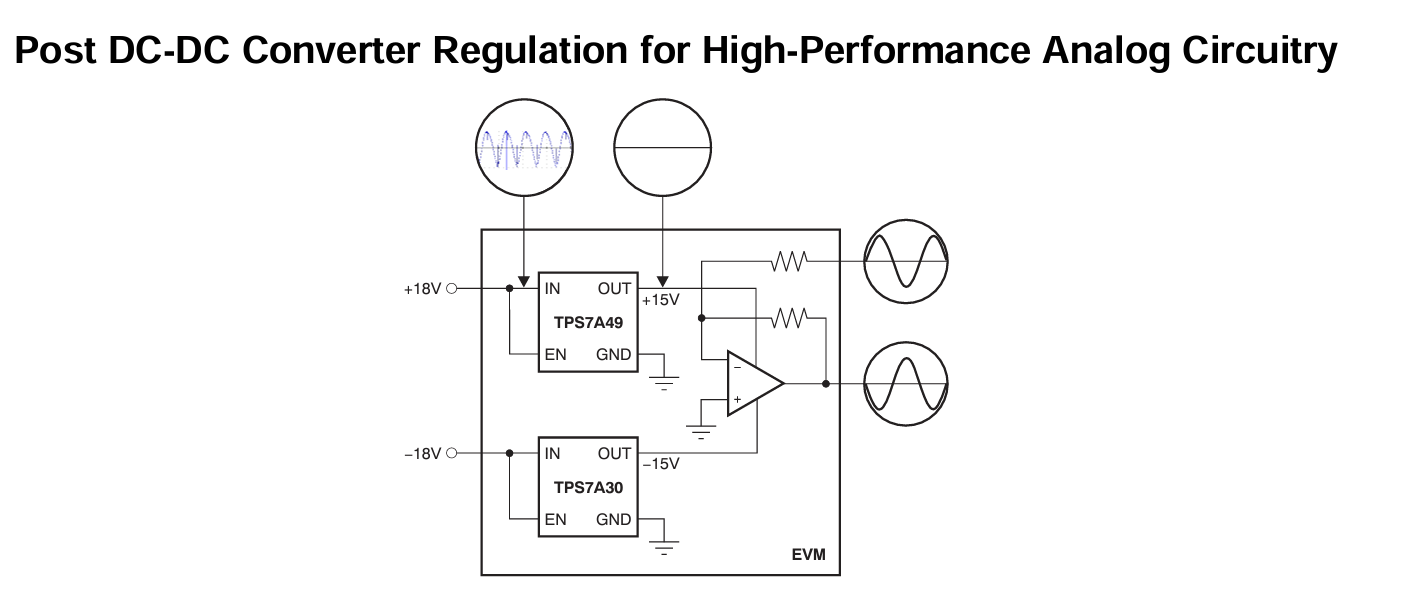 Post DC-DC Converter Regulation for High-Performance Analog Circuitry
+18V
IN OUT
+15V
TPS7A49
EN GND
−
+
−18V
IN OUT
−15V
TPS7A30
EN GND
EVM